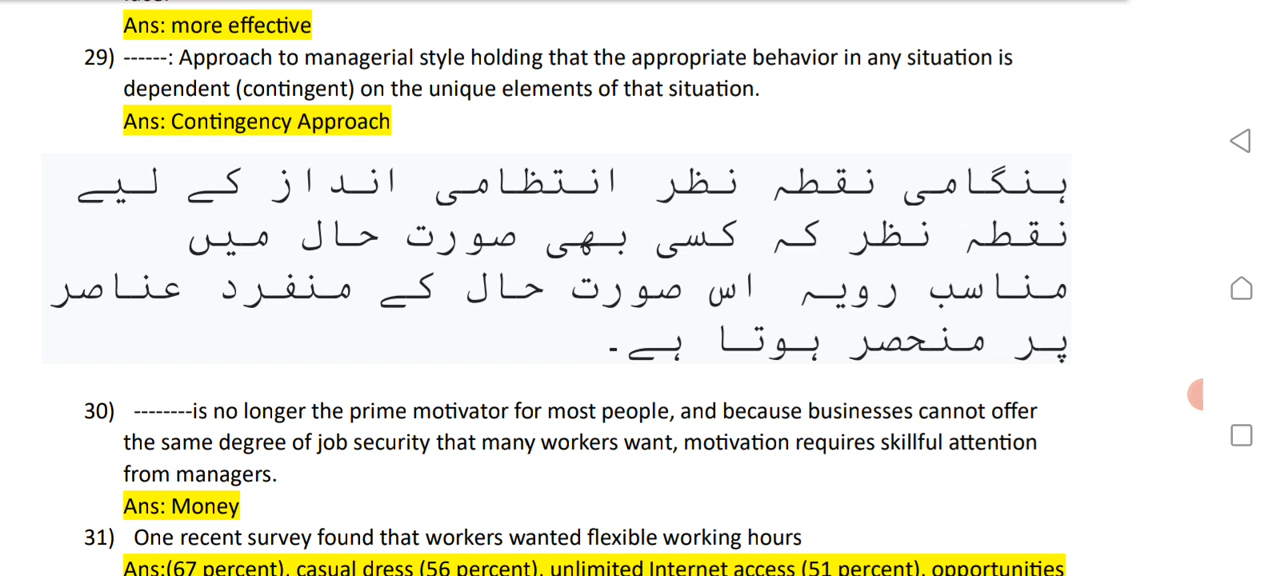 Ans: more effective
29) ------: Approach to managerial style holding that the appropriate behavior in any situation is
dependent (contingent) on the unique elements of that situation.
Ans: Contingency Approach
ہنگامی نقطہ نظر انتظامی انداز کے لیے
نقطہ نظر کہ کسی بھی صورت حال میں
مناسب رویہ اس صورت حال کے منفرد عناصر
پر منحصر ہوتا ہے۔
30) --------is no longer the prime motivator for most people, and because businesses cannot offer
the same degree of job security that many workers want, motivation requires skillful attention
from managers.
Ans: Money
31) One recent survey found that workers wanted flexible working hours
Ans:(67 percent), casual dress (56 percent), unlimited Internet access (51 percent), opportunities